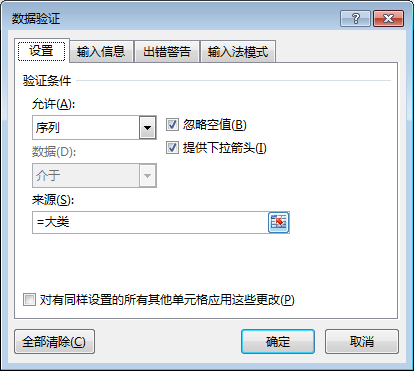 数据验证
设置 输入信息 出错警告 输入法模式
验证条件
允许(A):
序列 忽略空值(B)
数据(D): 提供下拉箭头(I)
介于
来源(S):
=大类
对有同样设置的所有其他单元格应用这些更改(P)
全部清除(C) 确定 取消